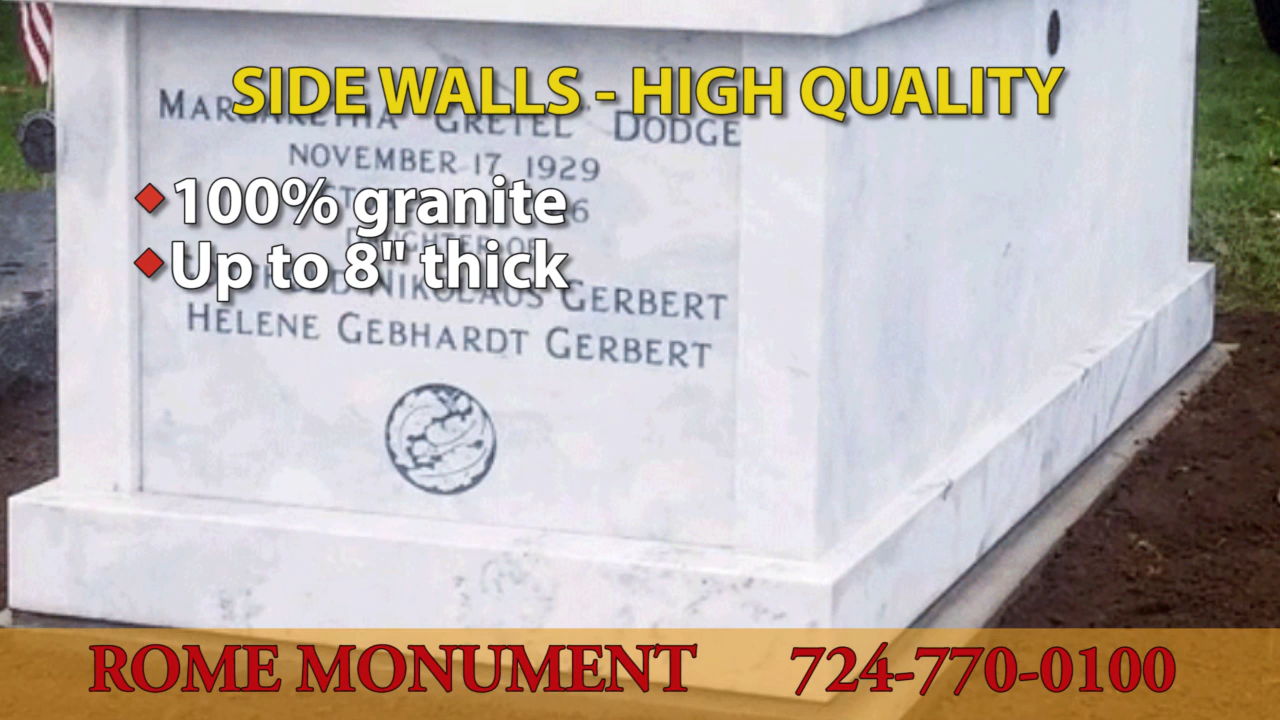 SIDE WALLS - HIGH QUALITY
"GRETEL" DODGE
NOVEMBER 17, 1929
100% granite
Up to 8" thick
NIKOLAUS GERBERT
HELENE GEBHARDT GERBERT
ROME MONUMENT 724-770-0100